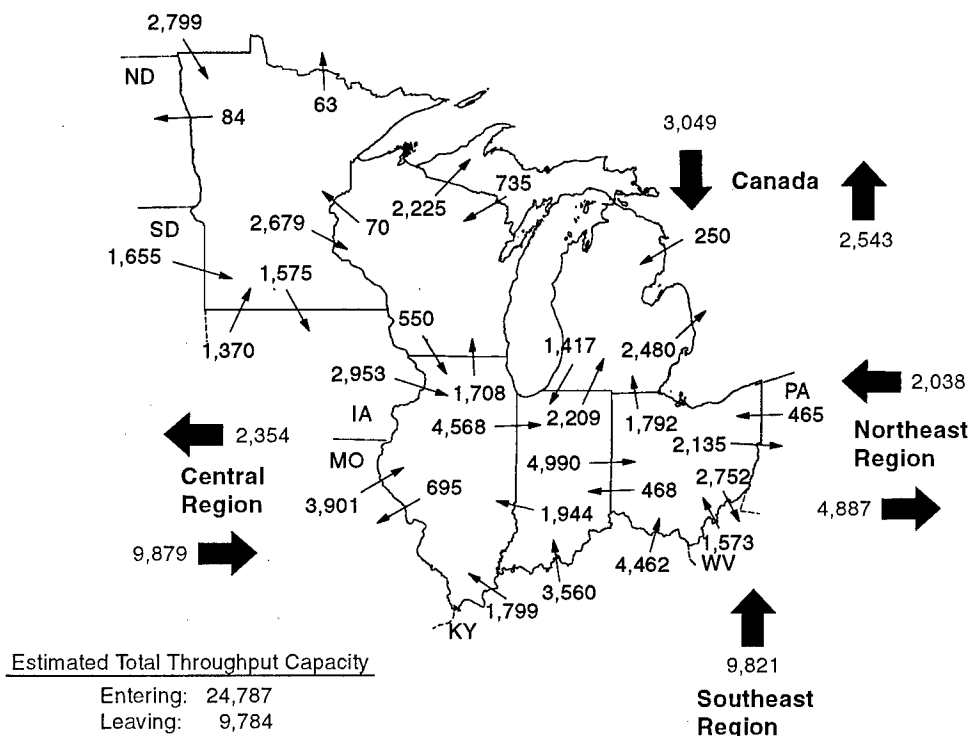 2,799
ND
63
84
3,049
Canada
735
2,225
SD
2,679
70
250
2,543
1,655
1,575
550
1,370
1,417
2,480
2,953
1,708
2,209
1,792
PA
2,038
465
IA
4,568
2,135
Northeast
Region
2,354
MO
4,990
2,752
Central
Region
695
468
3,901
1,944
4,887
1,573
9,879
4,462
WV
3,560
1,799
KY
Estimated Total Throughput Capacity
9,821
Entering: 24,787
Leaving: 9,784
Southeast
Region